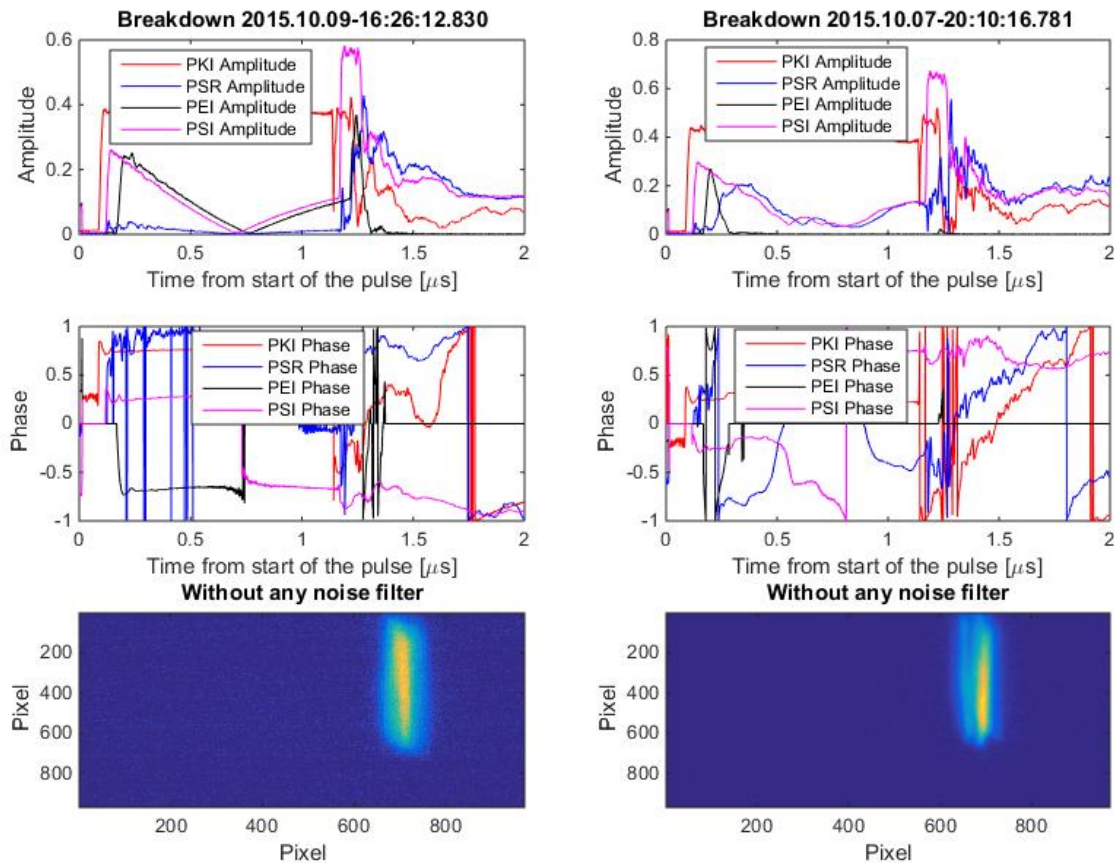 Breakdown 2015.10.09-16:26:12.830
0.6
0.4
0.2
0
Amplitude
PKI Amplitude
PSR Amplitude
PEI Amplitude
PSI Amplitude
0 0.5 1 1.5 2
Time from start of the pulse [μs]
Breakdown 2015.10.07-20:10:16.781
0.8
0.6
0.4
0.2
0
Amplitude
PKI Amplitude
PSR Amplitude
PEI Amplitude
PSI Amplitude
0 0.5 1 1.5 2
Time from start of the pulse [μs]
1
0.5
0
-0.5
-1
Phase
PKI Phase
PSR Phase
PEI Phase
PSI Phase
0 0.5 1 1.5 2
Time from start of the pulse [μs]
1
0.5
0
-0.5
-1
Phase
PKI Phase
PSR Phase
PEI Phase
PSI Phase
0 0.5 1 1.5 2
Time from start of the pulse [μs]
Without any noise filter
200
400
600
800
Pixel
200 400 600 800
Pixel
Without any noise filter
200
400
600
800
Pixel
200 400 600 800
Pixel